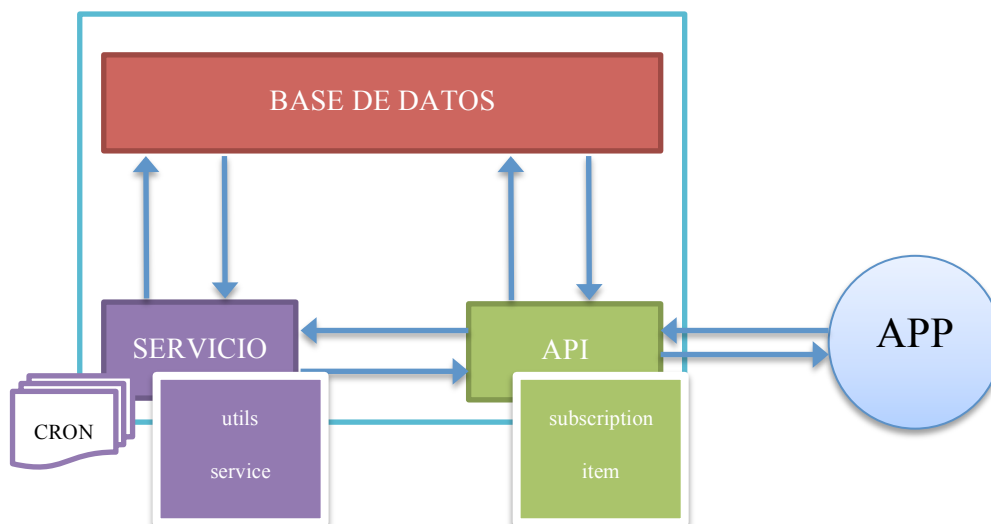 BASE DE DATOS
SERVICIO
API
APP
CRON
utils
service
subscription
item